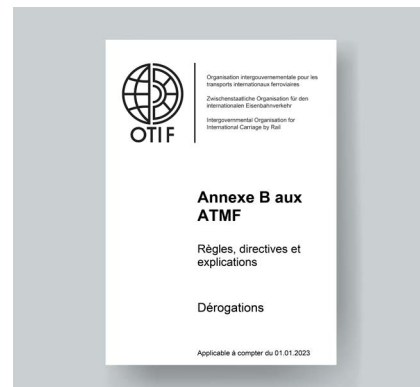 OTIF
Organisation intergouvernementale pour les
transports internationaux ferroviaires
Zwischenstaatliche Organisation für den
internationalen Eisenbahnverkehr
Intergovernmental Organisation for
International Carriage by Rail
Annexe B aux
ATMF
Règles, directives et
explications
Dérogations
Applicable à compter du 01.01.2023